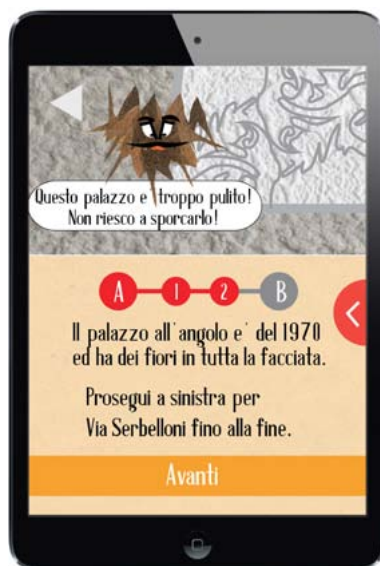 Questo palazzo e' troppo pulito!
Non riesco a sporcarlo!
A 1 2 B
Il palazzo all'angolo e' del 1970
ed ha dei fiori in tutta la facciata.
Prosegui a sinistra per
Via Serbelloni fino alla fine.
Avanti